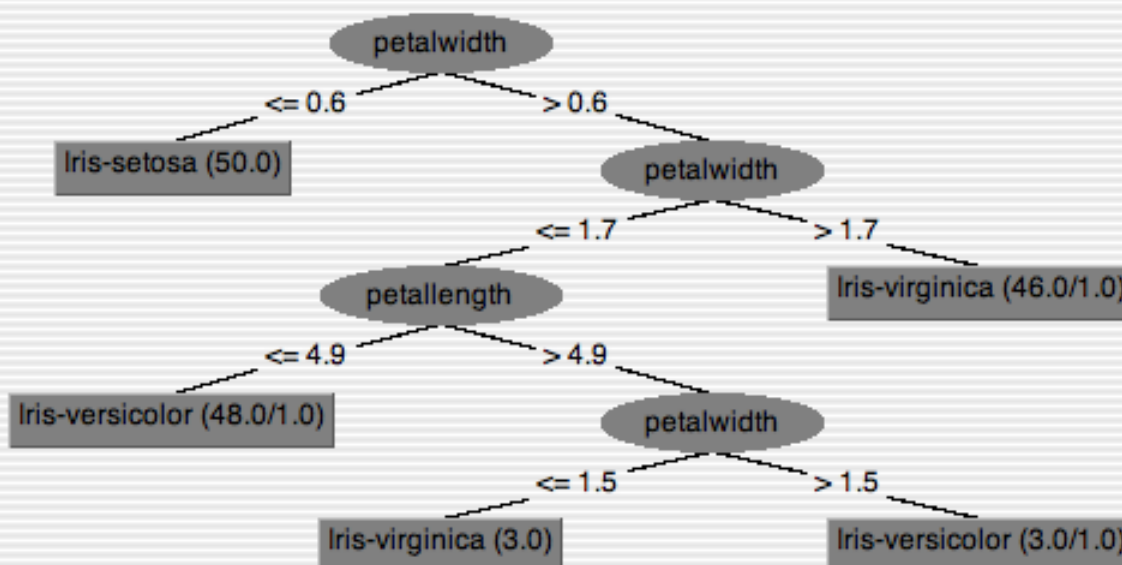 petalwidth
<= 0.6
> 0.6
Iris-setosa (50.0)
petalwidth
<= 1.7
> 1.7
petallength
Iris-virginica (46.0/1.0)
<= 4.9
> 4.9
Iris-versicolor (48.0/1.0)
petalwidth
<= 1.5
> 1.5
Iris-virginica (3.0)
Iris-versicolor (3.0/1.0)